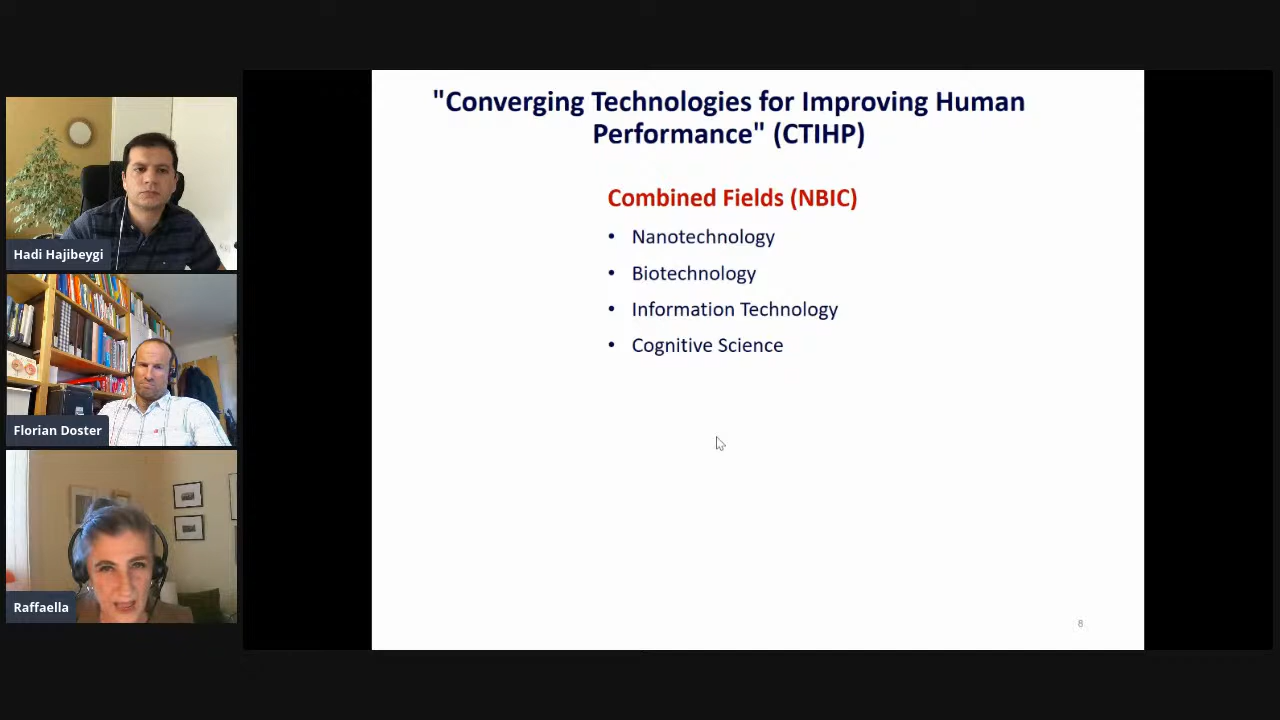 "Converging Technologies for Improving Human
Performance" (CTIHP)
Combined Fields (NBIC)
• Nanotechnology
• Biotechnology
• Information Technology
• Cognitive Science
8
Hadi Hajibeygi
Florian Doster
Raffaella